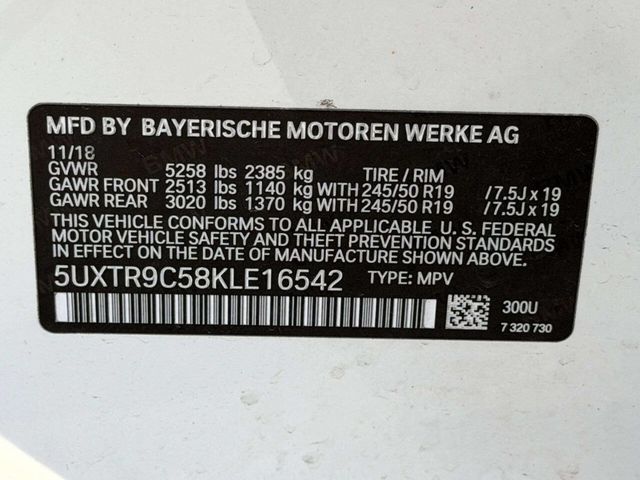 MFD BY BAYERISCHE MOTOREN WERKE AG
11/18
GVWR 5258 lbs 2385 kg TIRE / RIM
GAWR FRONT 2513 lbs 1140 kg WITH 245/50 R19 /7.5J x 19
GAWR REAR 3020 lbs 1370 kg WITH 245/50 R19 /7.5J x 19
THIS VEHICLE CONFORMS TO ALL APPLICABLE U. S. FEDERAL
MOTOR VEHICLE SAFETY, BUMPER AND THEFT PREVENTION STANDARDS
IN EFFECT ON THE DATE OF MANUFACTURE SHOWN ABOVE.
5UXTR9C58KLE16542 TYPE: MPV
300U
7 320 730